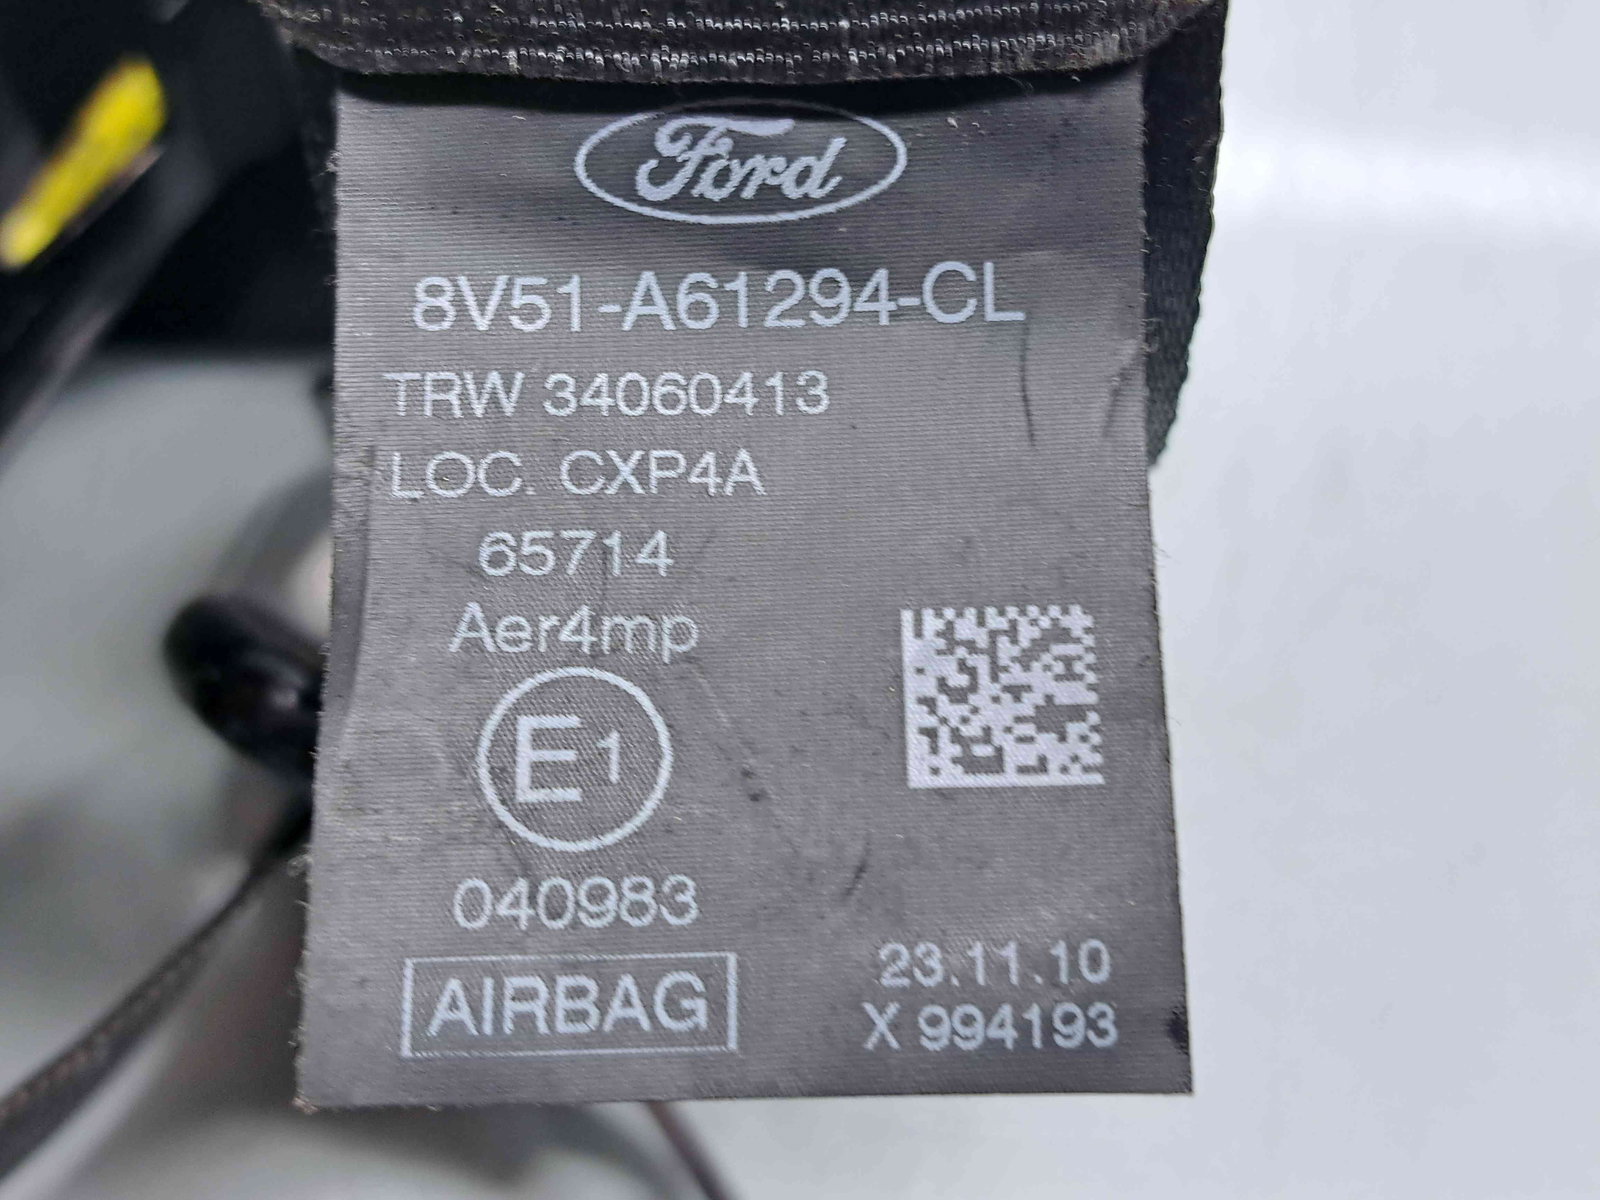 Ford
8V51-A61294-CL
TRW 34060413
LOC. CXP4A
65714
Aer4mp
E1
040983
AIRBAG
23.11.10
X 994193